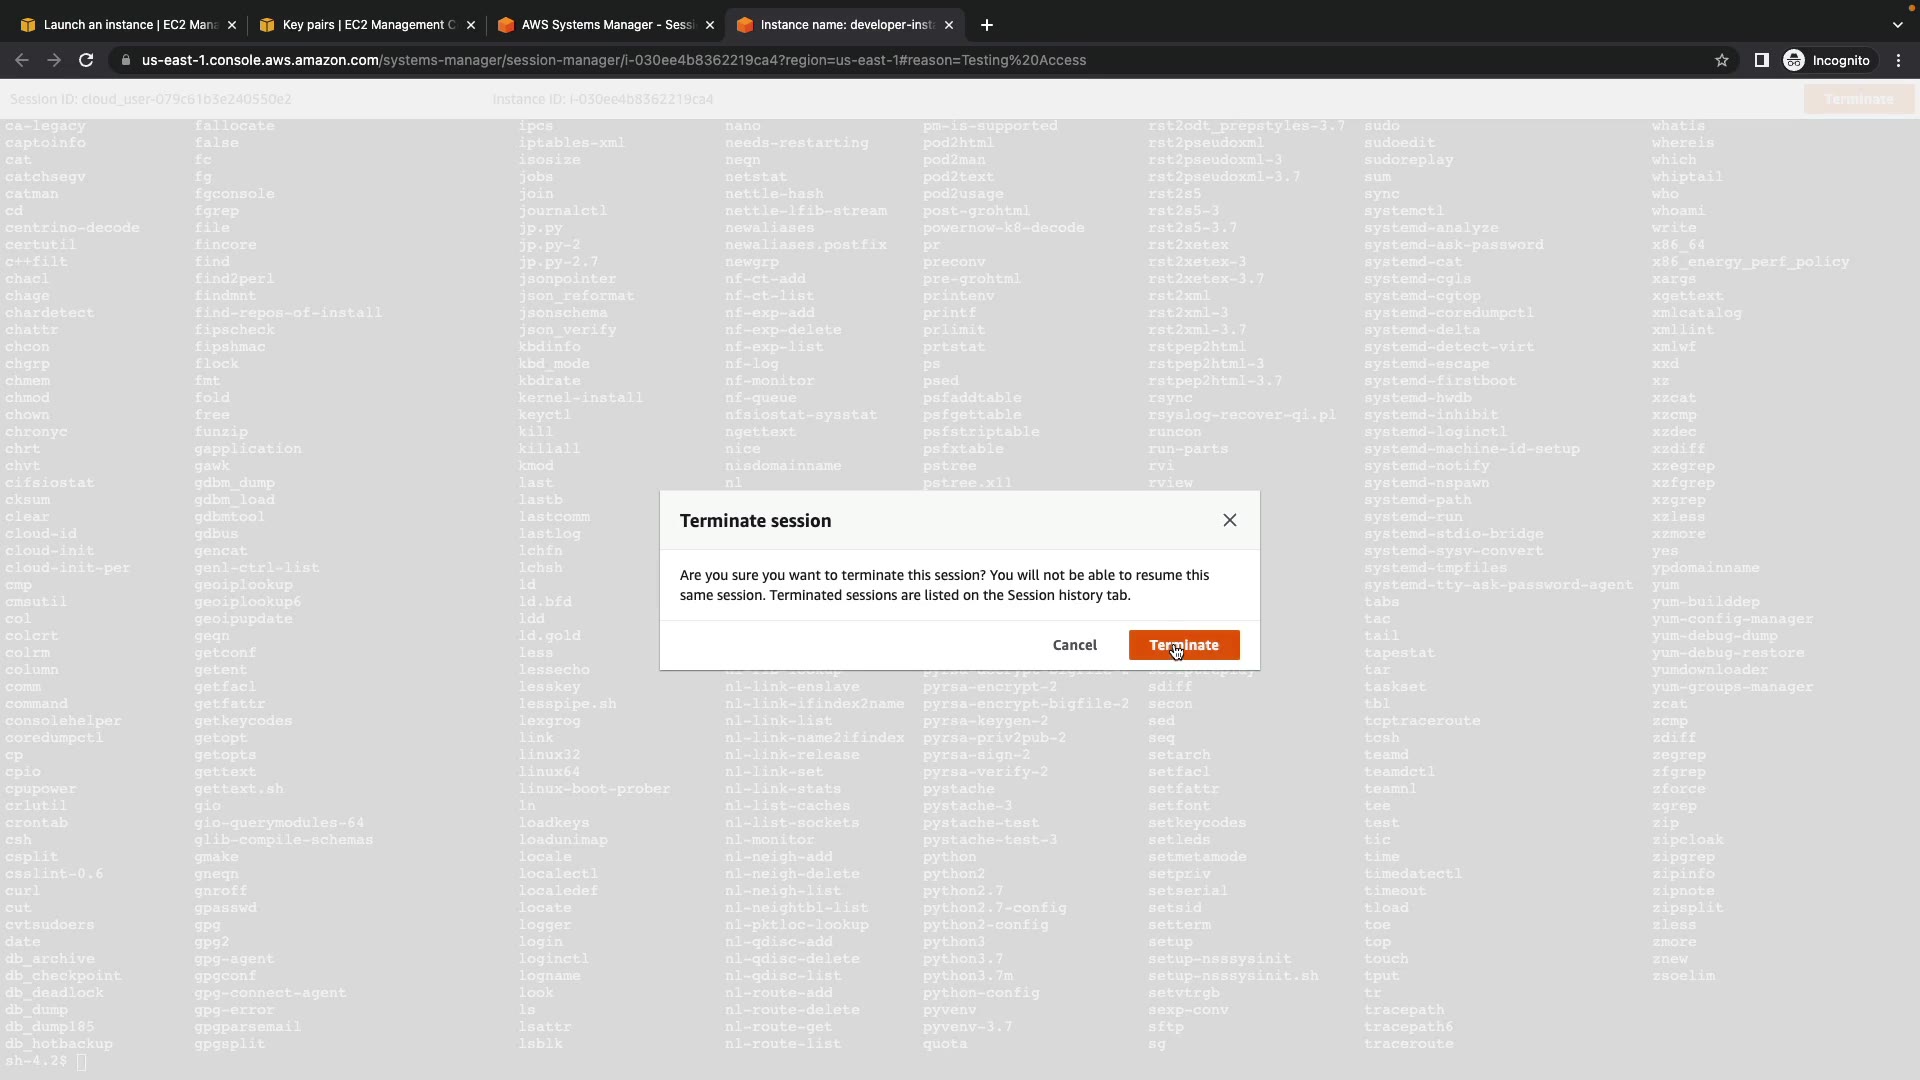 Launch an instance | EC2 Mana
Key pairs | EC2 Management C
AWS Systems Manager - Sessi
Instance name: developer-insta
us-east-1.console.aws.amazon.com/systems-manager/session-manager/i-030ee4b8362219ca4?region=us-east-1#reason=Testing%20Access
Incognito
Session ID: cloud_user-079c61b3e240550e2 Instance ID: i-030ee4b8362219ca4 Terminate
ca-legacy fallocate ipcs nano pm-is-supported rst2odt_prepstyles-3.7 sudo whatis
captoinfo false iptables-xml needs-restarting pod2html rst2pseudoxml sudoedit whereis
cat fc isosize neqn pod2man rst2pseudoxml-3 sudoreplay which
catchsegv fg jobs netstat pod2text rst2pseudoxml-3.7 sum whiptail
catman fgconsole join nettle-hash pod2usage rst2s5 sync who
cd fgrep journalctl nettle-lfib-stream post-grohtml rst2s5-3 systemctl whoami
centrino-decode file jp.py newaliases powernow-k8-decode rst2s5-3.7 systemd-analyze write
certutil fincore jp.py-2 newaliases.postfix pr rst2xetex systemd-ask-password x86_64
c++filt find jp.py-2.7 newgrp preconv rst2xetex-3 systemd-cat x86_energy_perf_policy
chacl find2perl jsonpointer nf-ct-add pre-grohtml rst2xetex-3.7 systemd-cgls xargs
chage findmnt json_reformat nf-ct-list printenv rst2xml systemd-cgtop xgettext
chardetect find-repos-of-install jsonschema nf-exp-add printf rst2xml-3 systemd-coredumpctl xmlcatalog
chattr fipscheck json_verify nf-exp-delete prlimit rst2xml-3.7 systemd-delta xmllint
chcon fipshmac kbdinfo nf-exp-list prtstat rstpep2html systemd-detect-virt xmlwf
chgrp flock kbd_mode nf-log ps rstpep2html-3 systemd-escape xxd
chmem fmt kbdrate nf-monitor psed rstpep2html-3.7 systemd-firstboot xz
chmod fold kernel-install nf-queue psfaddtable rsync systemd-hwdb xzcat
chown free keyctl nfsiostat-sysstat psfgettable rsyslog-recover-qi.pl systemd-inhibit xzcmp
chronyc funzip kill ngettext psfstriptable runcon systemd-loginctl xzdec
chrt gapplication killall nice psfxtable run-parts systemd-machine-id-setup xzdiff
chvt gawk kmod nisdomainname pstree rvi systemd-notify xzegrep
cifsiostat gdbm_dump last nl pstree.x11 rview systemd-nspawn xzfgrep
cksum gdbm_load lastb systemd-path xzgrep
clear gdbmtool lastcomm systemd-run xzless
cloud-id gdbus lastlog systemd-stdio-bridge xzmore
cloud-init gencat lchfn systemd-sysv-convert yes
cloud-init-per genl-ctrl-list lchsh systemd-tmpfiles ypdomainname
cmp geoiplookup ld systemd-tty-ask-password-agent yum
cmsutil geoiplookup6 ld.bfd tabs yum-builddep
col geoipupdate ldd tac yum-config-manager
colcrt geqn ld.gold tail yum-debug-dump
colrm getconf less tapestat yum-debug-restore
column getent lessecho tar yumdownloader
Terminate session
Are you sure you want to terminate this session? You will not be able to resume this
same session. Terminated sessions are listed on the Session history tab.
Cancel Terminate
comm getfacl lesskey nl-link-enslave pyrsa-encrypt-2 sdiff taskset yum-groups-manager
command getfattr lesspipe.sh nl-link-ifindex2name pyrsa-encrypt-bigfile-2 secon tbl zcat
consolehelper getkeycodes lexgrog nl-link-list pyrsa-keygen-2 sed tcptraceroute zcmp
coredumpctl getopt link nl-link-name2ifindex pyrsa-priv2pub-2 seq tcsh zdiff
cp getopts linux32 nl-link-release pyrsa-sign-2 setarch teamd zegrep
cpio gettext linux64 nl-link-set pyrsa-verify-2 setfacl teamdctl zfgrep
cpupower gettext.sh linux-boot-prober nl-link-stats pystache setfattr teamnl zforce
crlutil gio ln nl-list-caches pystache-3 setfont tee zgrep
crontab gio-querymodules-64 loadkeys nl-list-sockets pystache-test setkeycodes test zip
csh glib-compile-schemas loadunimap nl-monitor pystache-test-3 setleds tic zipcloak
csplit gmake locale nl-neigh-add python setmetamode time zipgrep
csslint-0.6 gneqn localectl nl-neigh-delete python2 setpriv timedatectl zipinfo
curl gnroff localedef nl-neigh-list python2.7 setserial timeout zipnote
cut gpasswd locate nl-neightbl-list python2.7-config setsid tload zipsplit
cvtsudoers gpg logger nl-pktloc-lookup python2-config setterm toe zless
date gpg2 login nl-qdisc-add python3 setup top zmore
db_archive gpg-agent loginctl nl-qdisc-delete python3.7 setup-nsssysinit touch znew
db_checkpoint gpgconf logname nl-qdisc-list python3.7m setup-nsssysinit.sh tput zsoelim
db_deadlock gpg-connect-agent look nl-route-add python-config setvtrgb tr
db_dump gpg-error ls nl-route-delete pyvenv sexp-conv tracepath
db_dump185 gpgparsemail lsattr nl-route-get pyvenv-3.7 sftp tracepath6
db_hotbackup gpgsplit lsblk nl-route-list quota sg traceroute
sh-4.2$